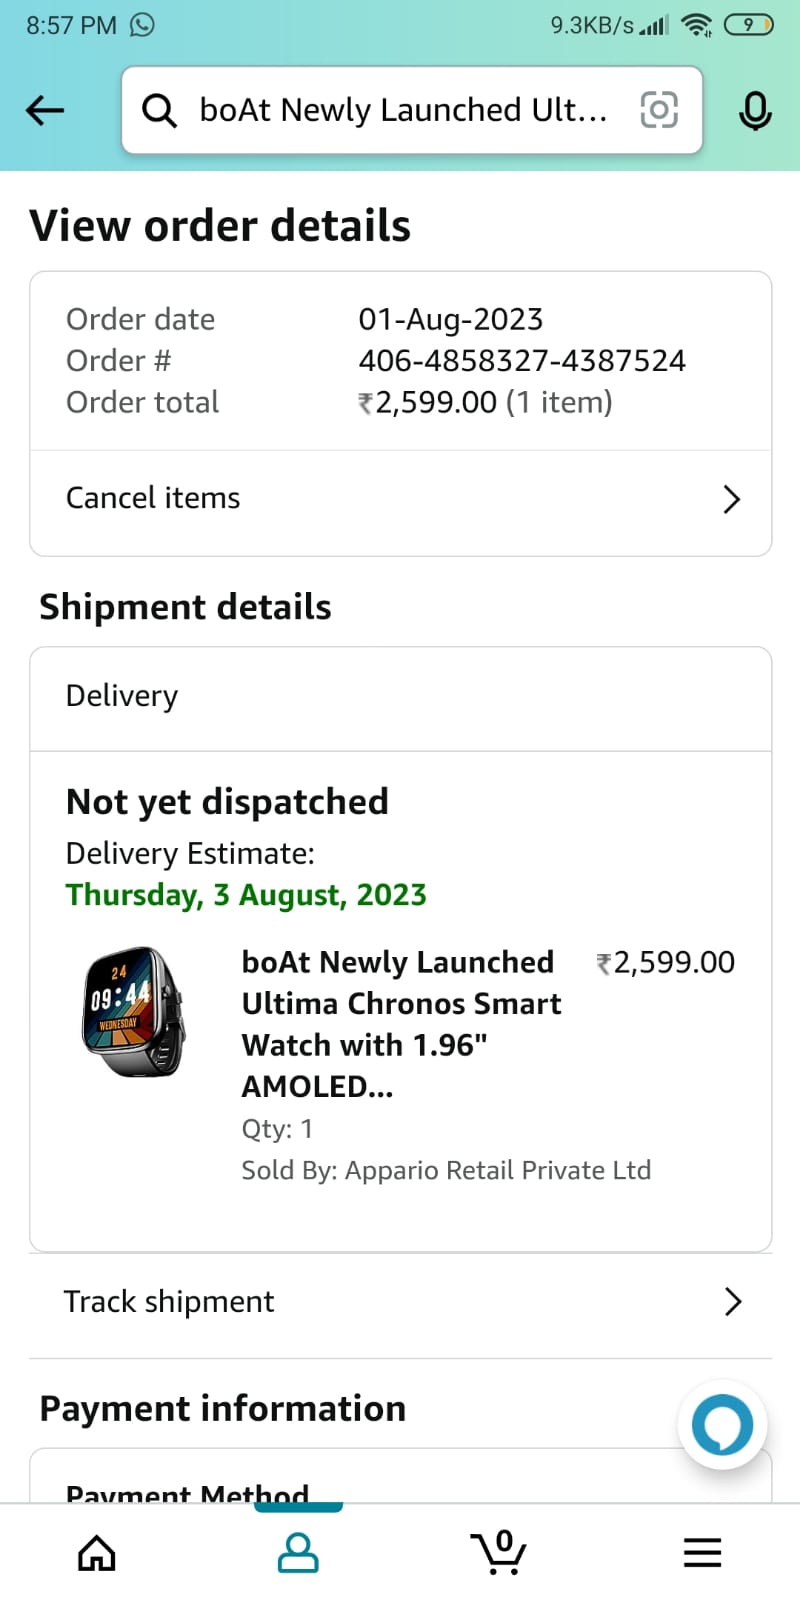 8:57 PM 9.3KB/s 9
boAt Newly Launched Ult...
View order details
Order date 01-Aug-2023
Order # 406-4858327-4387524
Order total ₹2,599.00 (1 item)
Cancel items
Shipment details
Delivery
Not yet dispatched
Delivery Estimate:
Thursday, 3 August, 2023
24
09:44
WEDNESDAY
boAt Newly Launched ₹2,599.00
Ultima Chronos Smart
Watch with 1.96"
AMOLED...
Qty: 1
Sold By: Appario Retail Private Ltd
Track shipment
Payment information
Payment Method
0